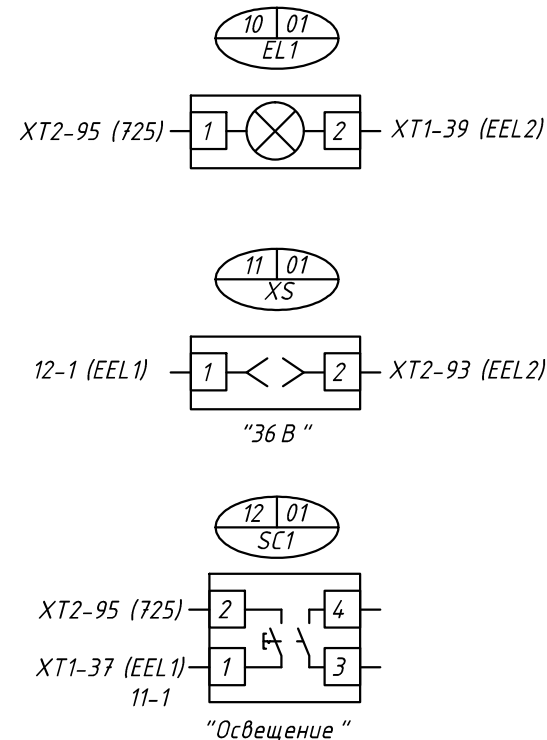 10 01
EL1
XT2-95 (725) 1 2 XT1-39 (EEL2)
11 01
XS
12-1 (EEL1) 1 2 XT2-93 (EEL2)
"36 В "
12 01
SC1
XT2-95 (725) 2 4
XT1-37 (EEL1) 1 3
11-1
"Освещение "